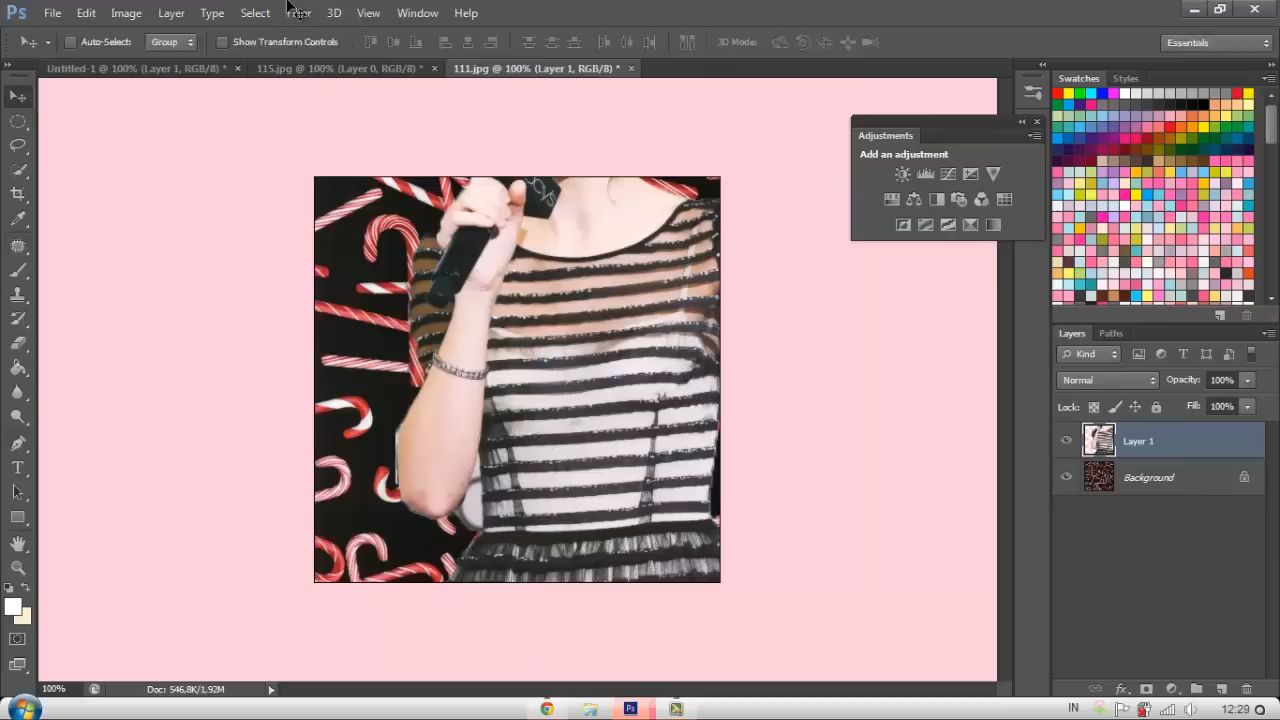 Ps File Edit Image Layer Type Select Filter 3D View Window Help
Auto-Select: Group Show Transform Controls 3D Mode: Essentials
Untitled-1 @ 100% (Layer 1, RGB/8) * × 115.jpg @ 100% (Layer 0, RGB/8) * × 111.jpg @ 100% (Layer 1, RGB/8) * ×
Swatches Styles
Adjustments
Add an adjustment
Layers Paths
Kind
Normal Opacity: 100%
Lock: Fill: 100%
Layer 1
Background
100% Doc: 546,8K/1,92M
Ps IN 12:29